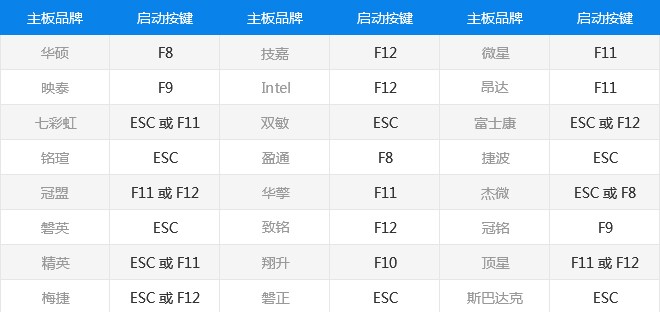 主板品牌 启动按键 主板品牌 启动按键 主板品牌 启动按键
华硕 F8 技嘉 F12 微星 F11
映泰 F9 Intel F12 昂达 F11
七彩虹 ESC 或 F11 双敏 ESC 富士康 ESC 或 F12
铭瑄 ESC 盈通 F8 捷波 ESC
冠盟 F11 或 F12 华擎 F11 杰微 ESC 或 F8
磐英 ESC 致铭 F12 冠铭 F9
精英 ESC 或 F11 翔升 F10 顶星 F11 或 F12
梅捷 ESC 或 F12 磐正 ESC 斯巴达克 ESC